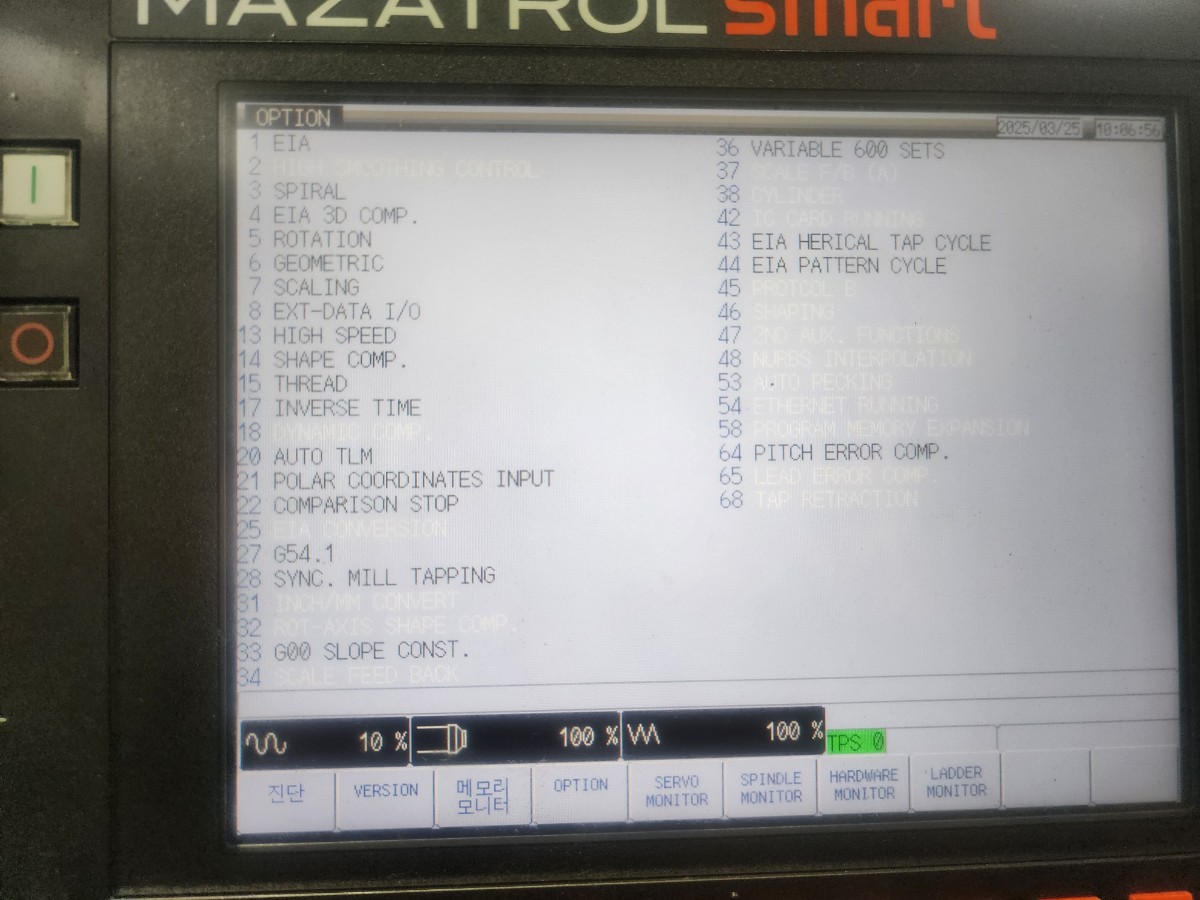 MAZATROL smart
OPTION
2025/03/25 10:06:56
1 EIA
2 HIGH SMOOTHING CONTROL
3 SPIRAL
4 EIA 3D COMP.
5 ROTATION
6 GEOMETRIC
7 SCALING
8 EXT-DATA I/O
13 HIGH SPEED
14 SHAPE COMP.
15 THREAD
17 INVERSE TIME
18 DYNAMIC COMP.
20 AUTO TLM
21 POLAR COORDINATES INPUT
22 COMPARISON STOP
25 EIA CONVERSION
27 G54.1
28 SYNC. MILL TAPPING
31 INCH/MM CONVERT
32 ROT-AXIS SHAPE COMP.
33 G00 SLOPE CONST.
34 SCALE FEED BACK
36 VARIABLE 600 SETS
37 SCALE F/B (A)
38 CYLINDER
42 IC CARD RUNNING
43 EIA HERICAL TAP CYCLE
44 EIA PATTERN CYCLE
45 PROTCOL B
46 SHAPING
47 2ND AUX. FUNCTIONS
48 NURBS INTERPOLATION
53 AUTO PECKING
54 ETHERNET RUNNING
58 PROGRAM MEMORY EXPANSION
64 PITCH ERROR COMP.
65 LEAD ERROR COMP.
68 TAP RETRACTION
10 % 100 % 100 %
TPS 0
진단
VERSION
메모리
모니터
OPTION
SERVO
MONITOR
SPINDLE
MONITOR
HARDWARE
MONITOR
LADDER
MONITOR